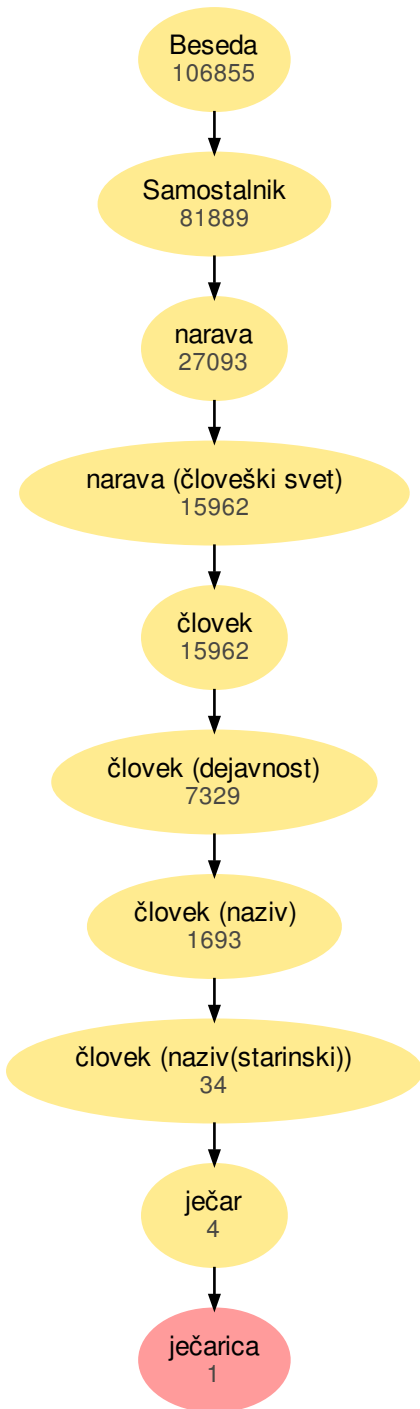 Beseda
106855
Samostalnik
81889
narava
27093
narava (človeški svet)
15962
človek
15962
človek (dejavnost)
7329
človek (naziv)
1693
človek (naziv(starinski))
34
ječar
4
ječarica
1